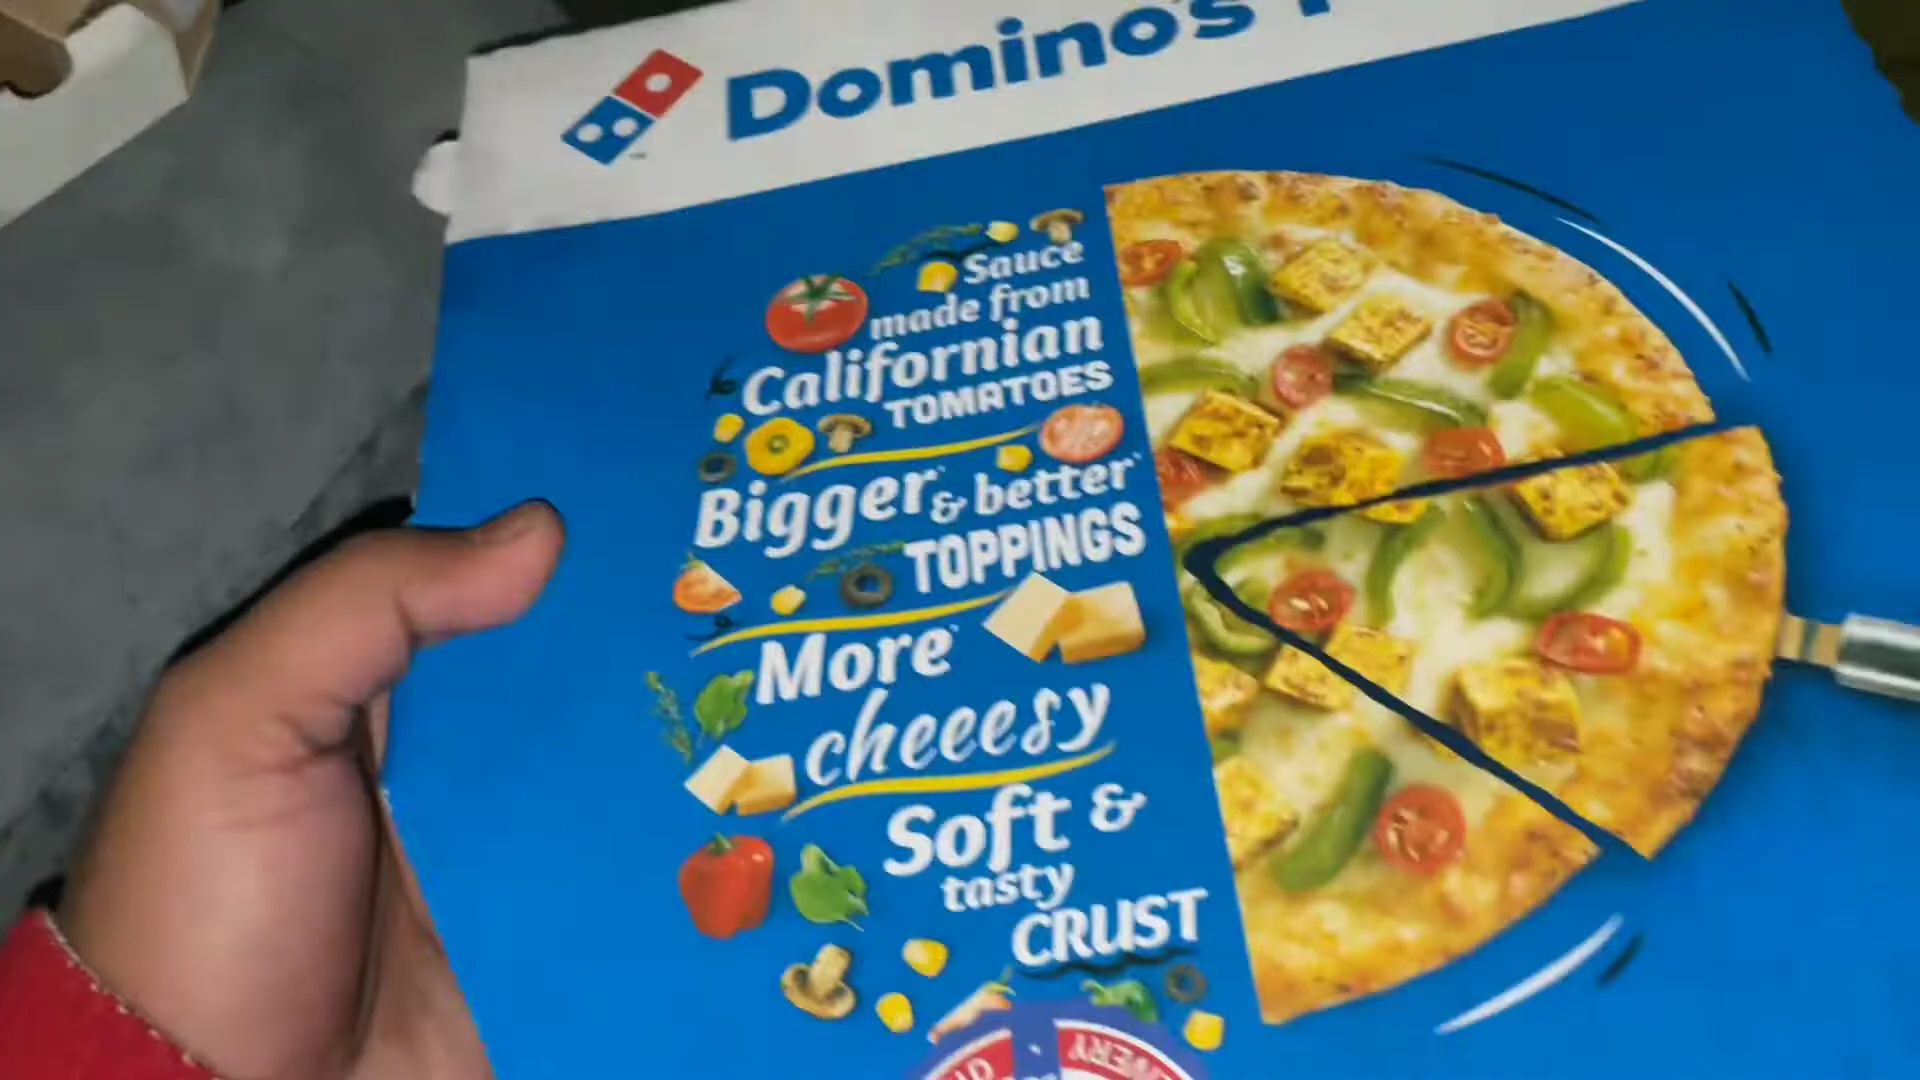 Domino's
Sauce
made from
Californian
TOMATOES
Bigger & better
TOPPINGS
More
cheeesy
Soft &
tasty
CRUST